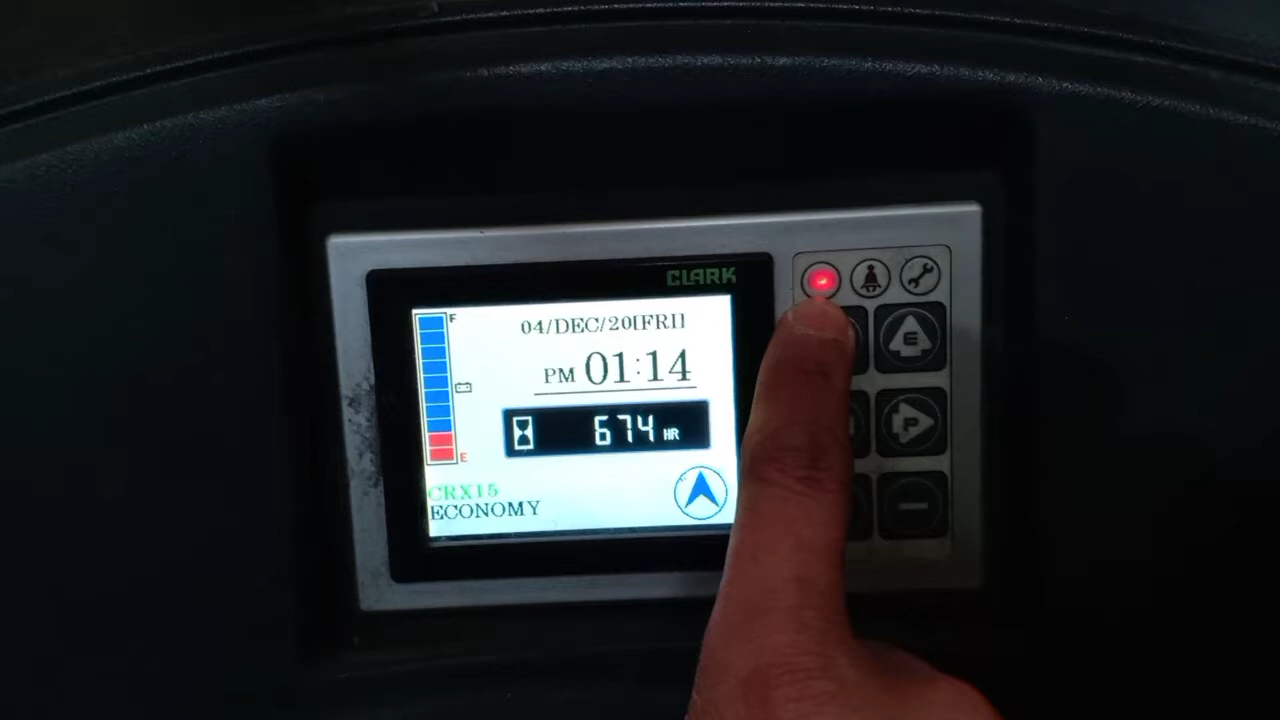 CLARK
F
04/DEC/20[FRI]
PM 01:14
674 HR
E
CRX15
ECONOMY
E
P